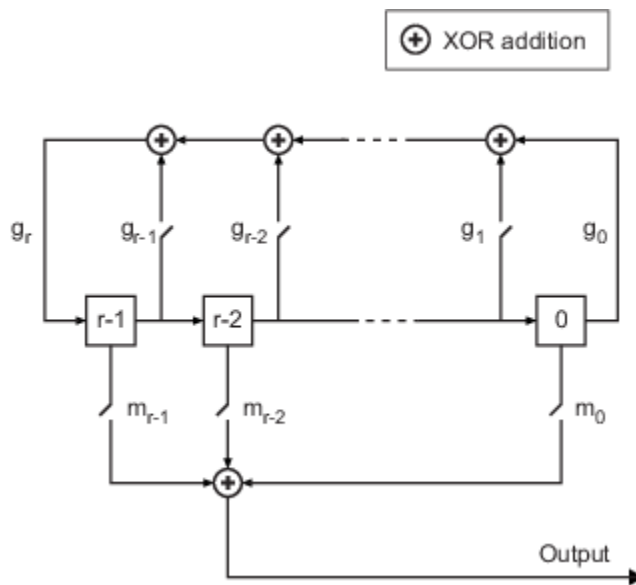 XOR addition
g_r g_{r-1} g_{r-2} g_1 g_0
r-1 r-2 0
m_{r-1} m_{r-2} m_0
Output